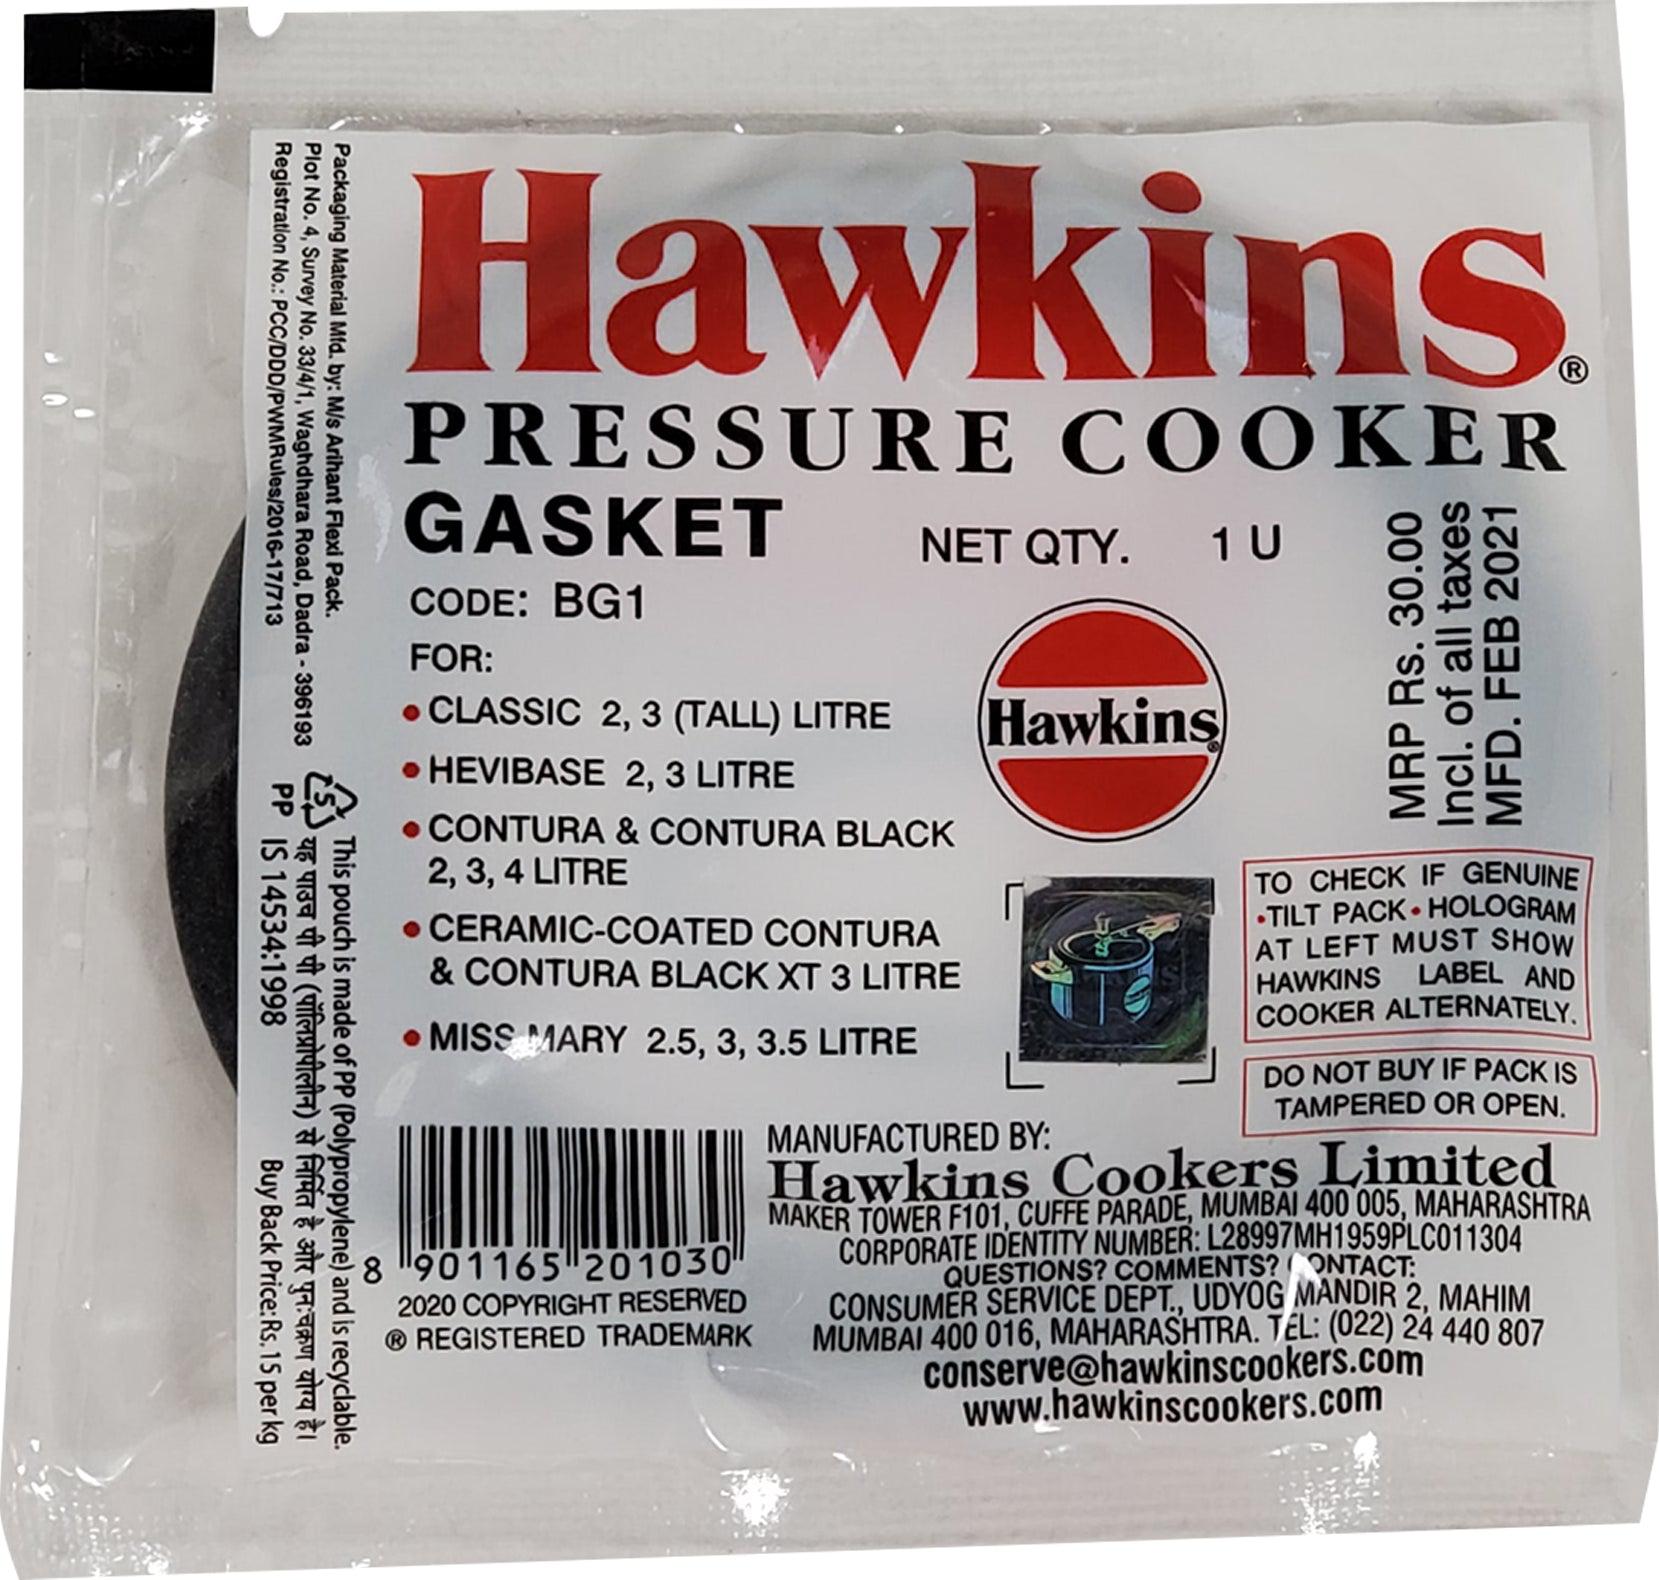 Hawkins®
PRESSURE COOKER
GASKET
NET QTY. 1 U
CODE: BG1
FOR:
• CLASSIC 2, 3 (TALL) LITRE
• HEVIBASE 2, 3 LITRE
• CONTURA & CONTURA BLACK
2, 3, 4 LITRE
• CERAMIC-COATED CONTURA
& CONTURA BLACK XT 3 LITRE
• MISS MARY 2.5, 3, 3.5 LITRE
Hawkins®
MRP Rs. 30.00
Incl. of all taxes
MFD. FEB 2021
TO CHECK IF GENUINE
•TILT PACK• HOLOGRAM
AT LEFT MUST SHOW
HAWKINS LABEL AND
COOKER ALTERNATELY.
DO NOT BUY IF PACK IS
TAMPERED OR OPEN.
8 901165 201030
2020 COPYRIGHT RESERVED
® REGISTERED TRADEMARK
MANUFACTURED BY:
Hawkins Cookers Limited
MAKER TOWER F101, CUFFE PARADE, MUMBAI 400 005, MAHARASHTRA
CORPORATE IDENTITY NUMBER: L28997MH1959PLC011304
QUESTIONS? COMMENTS? CONTACT:
CONSUMER SERVICE DEPT., UDYOG MANDIR 2, MAHIM
MUMBAI 400 016, MAHARASHTRA. TEL: (022) 24 440 807
conserve@hawkinscookers.com
www.hawkinscookers.com
Packaging Material Mfd. by: M/s Arihant Flexi Pack.
Plot No. 4, Survey No. 33/4/1, Waghdhara Road, Dadra - 396193
Registration No.: PCC/DDD/PWMRules/2016-17/713
5
PP
This pouch is made of PP (Polypropylene) and is recyclable.
यह पाउच पी पी (पॉलिप्रोपीलीन) से निर्मित है और पुनःचक्रण योग्य है।
IS 14534:1998
Buy Back Price: Rs. 15 per kg